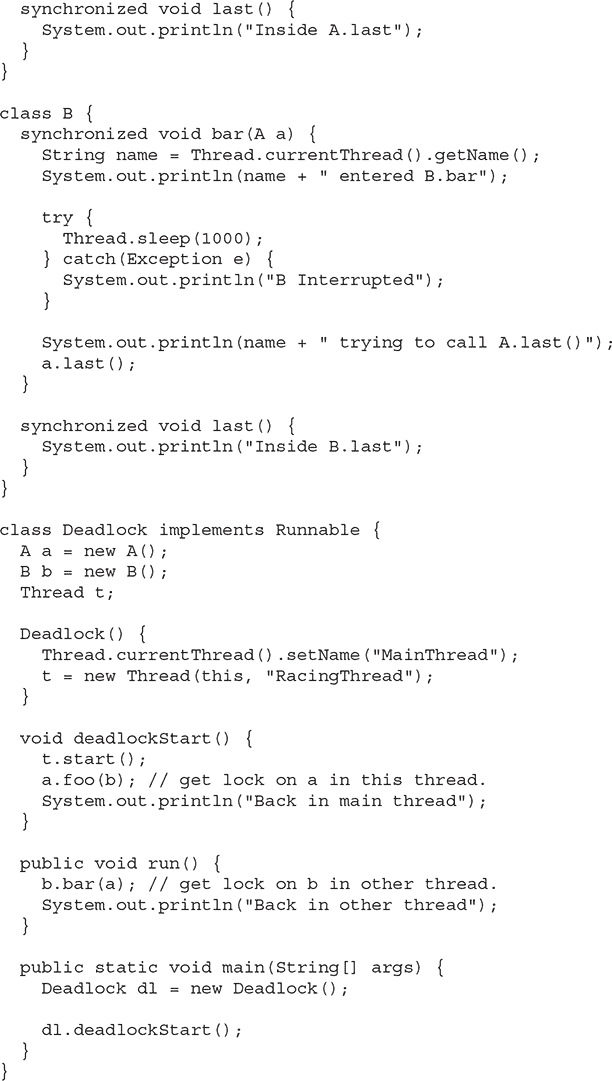 synchronized void last() {
    System.out.println("Inside A.last");
  }
}

class B {
  synchronized void bar(A a) {
    String name = Thread.currentThread().getName();
    System.out.println(name + " entered B.bar");

    try {
      Thread.sleep(1000);
    } catch(Exception e) {
      System.out.println("B Interrupted");
    }

    System.out.println(name + " trying to call A.last()");
    a.last();
  }

  synchronized void last() {
    System.out.println("Inside B.last");
  }
}

class Deadlock implements Runnable {
  A a = new A();
  B b = new B();
  Thread t;

  Deadlock() {
    Thread.currentThread().setName("MainThread");
    t = new Thread(this, "RacingThread");
  }

  void deadlockStart() {
    t.start();
    a.foo(b); // get lock on a in this thread.
    System.out.println("Back in main thread");
  }

  public void run() {
    b.bar(a); // get lock on b in other thread.
    System.out.println("Back in other thread");
  }

  public static void main(String[] args) {
    Deadlock dl = new Deadlock();

    dl.deadlockStart();
  }
}